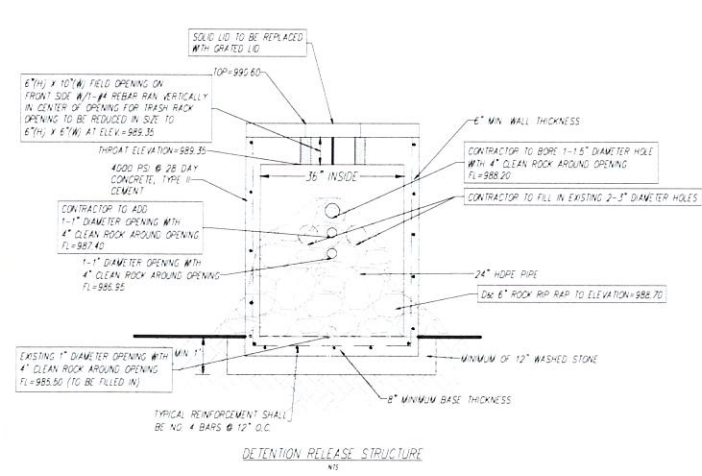 SOLID LID TO BE REPLACED
WITH GRATED LID
TOP=990.60
6"(H) X 10"(W) FIELD OPENING ON
FRONT SIDE W/1-#4 REBAR RAN VERTICALLY
IN CENTER OF OPENING FOR TRASH RACK
OPENING TO BE REDUCED IN SIZE TO
6"(H) X 6"(W) AT ELEV.=989.35
THROAT ELEVATION=989.35
4000 PSI @ 28 DAY
CONCRETE, TYPE II
CEMENT
CONTRACTOR TO ADD
1-1" DIAMETER OPENING WITH
4" CLEAN ROCK AROUND OPENING
FL=987.40
1-1" DIAMETER OPENING WITH
4" CLEAN ROCK AROUND OPENING
FL=986.95
EXISTING 1" DIAMETER OPENING WITH
4" CLEAN ROCK AROUND OPENING
FL=985.50 (TO BE FILLED IN)
MIN 1'
TYPICAL REINFORCEMENT SHALL
BE NO. 4 BARS @ 12" O.C.
36" INSIDE
6" MIN. WALL THICKNESS
CONTRACTOR TO BORE 1-1.5" DIAMETER HOLE
WITH 4" CLEAN ROCK AROUND OPENING
FL=988.20
CONTRACTOR TO FILL IN EXISTING 2-3" DIAMETER HOLES
24" HDPE PIPE
D50 6" ROCK RIP RAP TO ELEVATION=988.70
MINIMUM OF 12" WASHED STONE
8" MINIMUM BASE THICKNESS
DETENTION RELEASE STRUCTURE
NTS